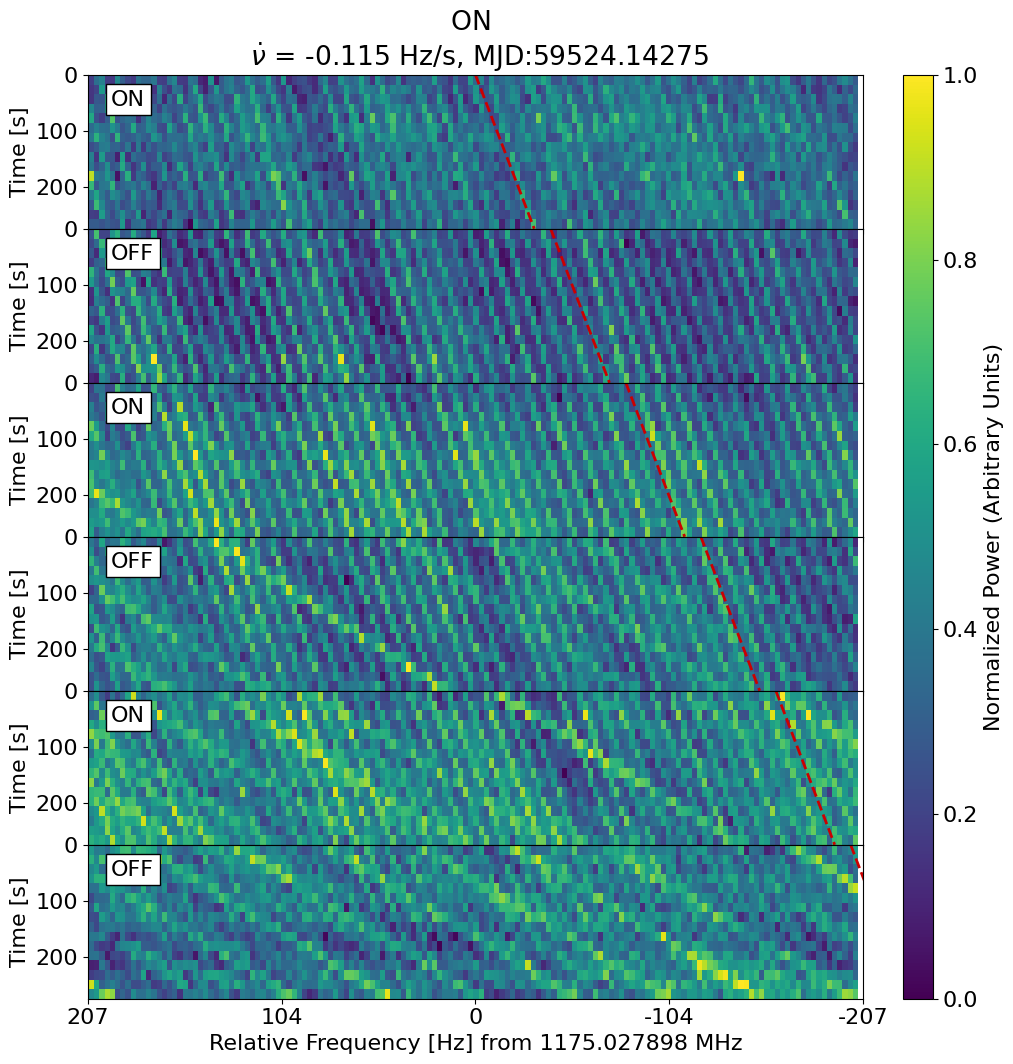 ON
ν̇ = -0.115 Hz/s, MJD:59524.14275
0
ON
100
200
Time [s]
0
OFF
100
200
Time [s]
0
ON
100
200
Time [s]
0
OFF
100
200
Time [s]
0
ON
100
200
Time [s]
0
OFF
100
200
Time [s]
207 104 0 -104 -207
Relative Frequency [Hz] from 1175.027898 MHz
1.0
0.8
0.6
0.4
0.2
0.0
Normalized Power (Arbitrary Units)